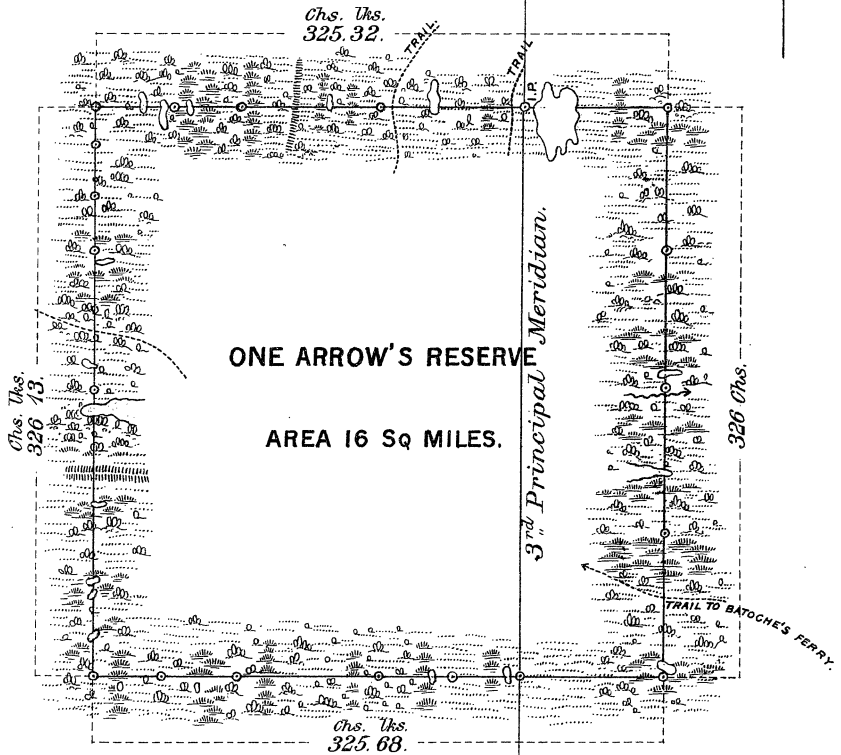 Chs. lks.
325.32.
TRAIL.
TRAIL
I.P.
3rd Principal Meridian.
ONE ARROW'S RESERVE
AREA 16 SQ MILES.
Chs. lks.
326 13.
326 Chs.
TRAIL TO BATOCHE'S FERRY.
Chs. lks.
325.68.